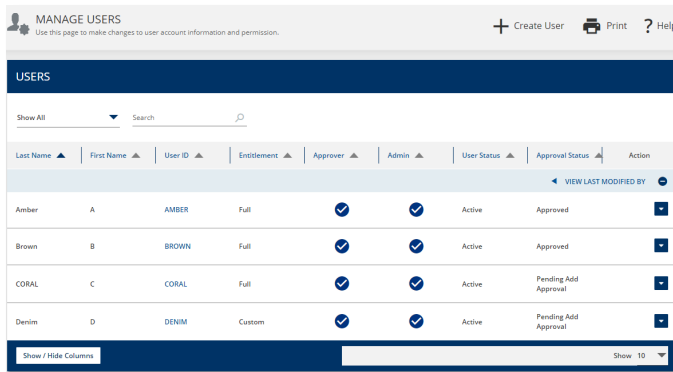 MANAGE USERS
Use this page to make changes to user account information and permission.
Create User Print ? Help
USERS
Show All Search
Last Name First Name User ID Entitlement Approver Admin User Status Approval Status Action
VIEW LAST MODIFIED BY
Amber A AMBER Full Active Approved
Brown B BROWN Full Active Approved
CORAL C CORAL Full Active Pending Add
Approval
Denim D DENIM Custom Active Pending Add
Approval
Show / Hide Columns Show 10